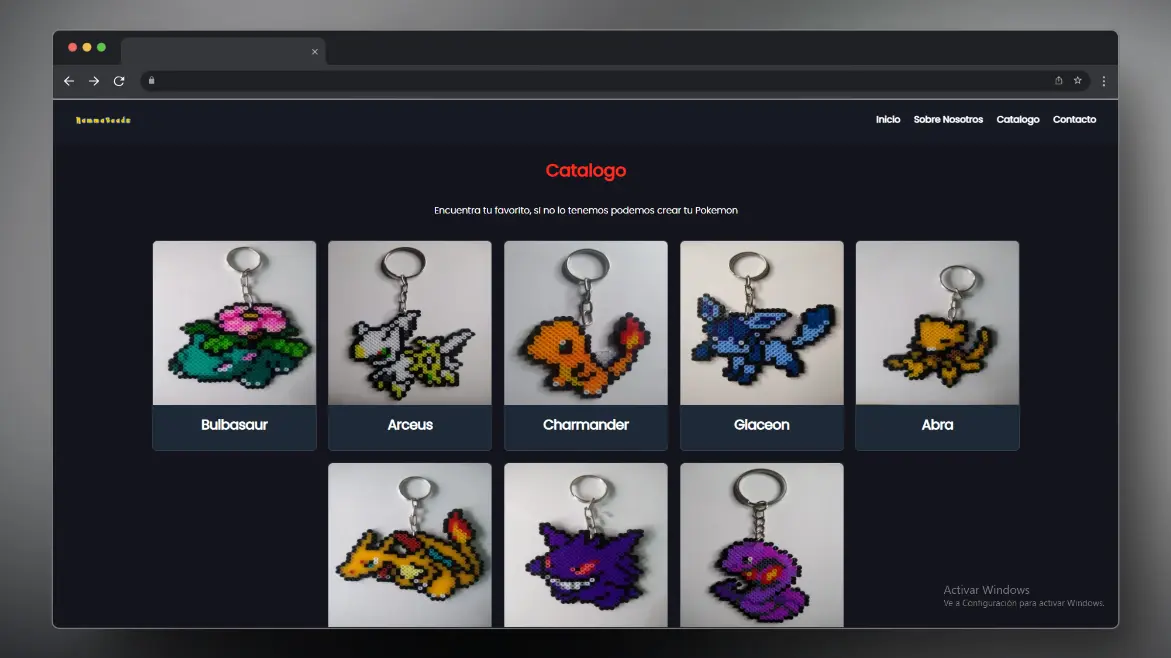 Inicio Sobre Nosotros Catalogo Contacto
Catalogo
Encuentra tu favorito, si no lo tenemos podemos crear tu Pokemon
Bulbasaur Arceus Charmander Glaceon Abra
Activar Windows
Ve a Configuración para activar Windows.